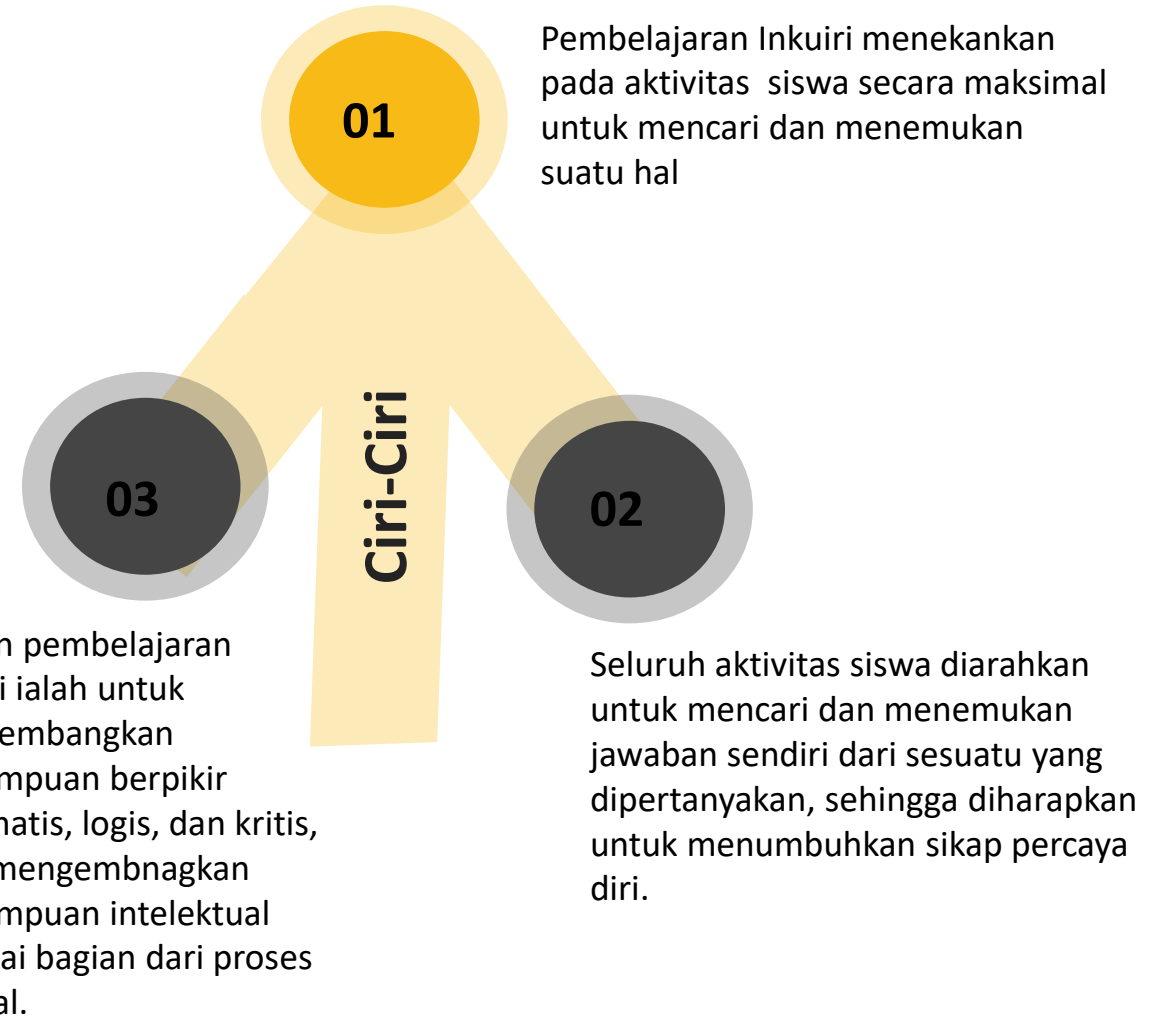 01
Pembelajaran Inkuiri menekankan
pada aktivitas siswa secara maksimal
untuk mencari dan menemukan
suatu hal
Ciri-Ciri
02
Seluruh aktivitas siswa diarahkan
untuk mencari dan menemukan
jawaban sendiri dari sesuatu yang
dipertanyakan, sehingga diharapkan
untuk menumbuhkan sikap percaya
diri.
03
pembelajaran
ialah untuk
berpikir
logis, dan kritis,
mengembnagkan
intelektual
bagian dari proses